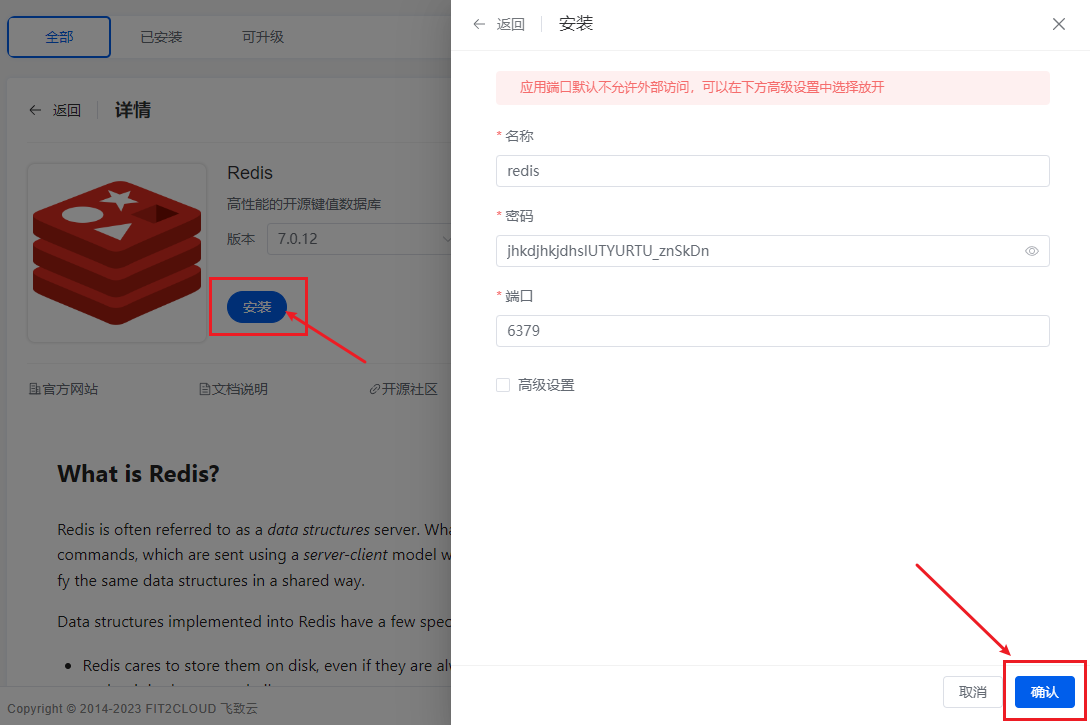 全部
已安装
可升级
返回
详情
Redis
高性能的开源键值数据库
版本
7.0.12
安装
官方网站
文档说明
开源社区
What is Redis?
Redis is often referred to as a data structures server. Wha
commands, which are sent using a server-client model w
fy the same data structures in a shared way.
Data structures implemented into Redis have a few spec
Redis cares to store them on disk, even if they are alw
Copyright © 2014-2023 FIT2CLOUD 飞致云
返回
安装
应用端口默认不允许外部访问，可以在下方高级设置中选择放开
* 名称
redis
* 密码
jhkdjhkjdhslUTYURTU_znSkDn
* 端口
6379
高级设置
取消
确认